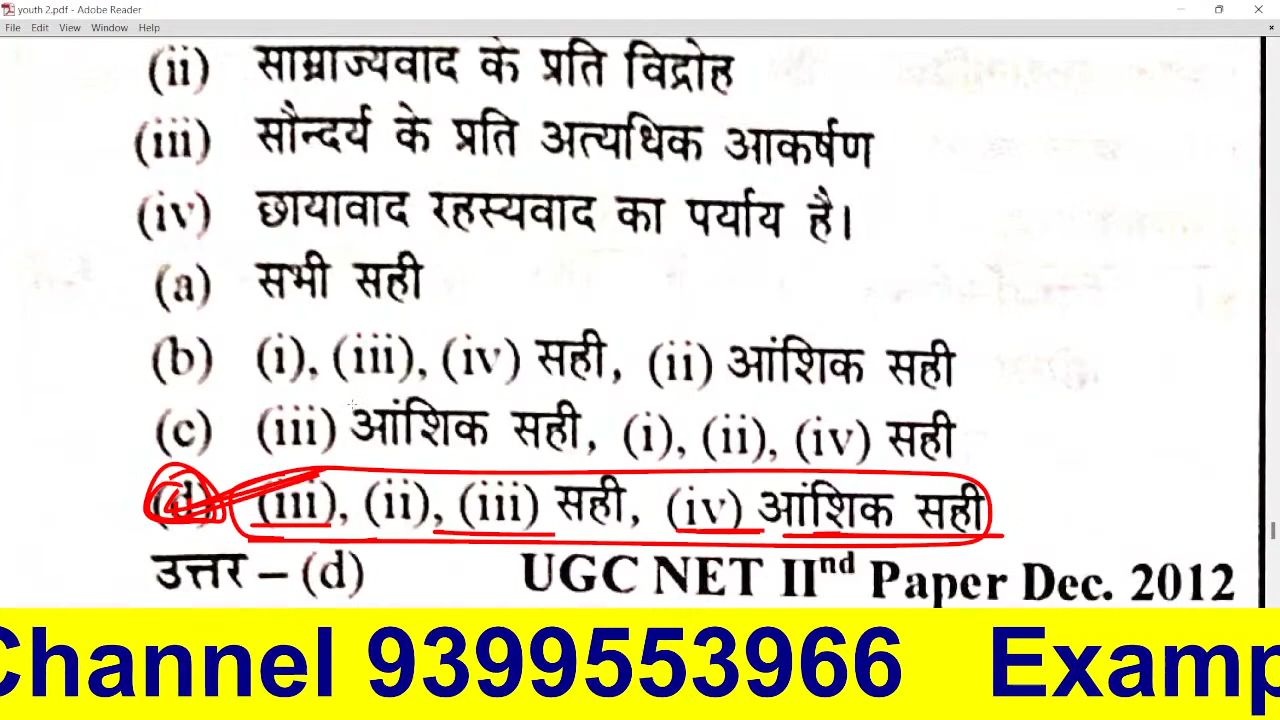 youth 2.pdf - Adobe Reader
File Edit View Window Help
(ii) साम्राज्यवाद के प्रति विद्रोह
(iii) सौन्दर्य के प्रति अत्यधिक आकर्षण
(iv) छायावाद रहस्यवाद का पर्याय है।
(a) सभी सही
(b) (i), (iii), (iv) सही, (ii) आंशिक सही
(c) (iii) आंशिक सही, (i), (ii), (iv) सही
(d) (iii), (ii), (iii) सही, (iv) आंशिक सही
उत्तर – (d) UGC NET IInd Paper Dec. 2012
Channel 9399553966 Examp